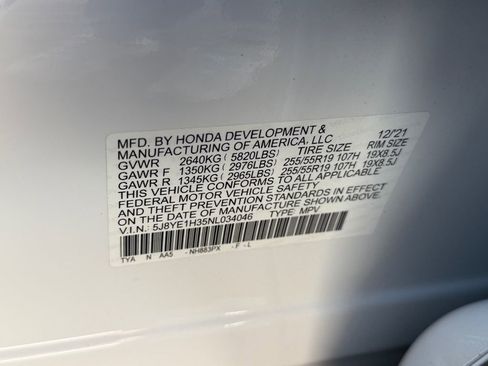 MFD. BY HONDA DEVELOPMENT & 12/21
MANUFACTURING OF AMERICA, LLC
GVWR 2640KG ( 5820LBS) TIRE SIZE RIM SIZE
GAWR F 1350KG ( 2976LBS) 255/55R19 107H 19X8.5J
GAWR R 1345KG ( 2965LBS) 255/55R19 107H 19X8.5J
THIS VEHICLE CONFORMS TO ALL APPLICABLE
FEDERAL MOTOR VEHICLE SAFETY
STANDARDS IN EFFECT
ON THE DATE OF MANUFACTURE SHOWN ABOVE
V.I.N.: 5J8YE1H35NL034046 TYPE: MPV
TYA N AA5 - NH883PX - F - L